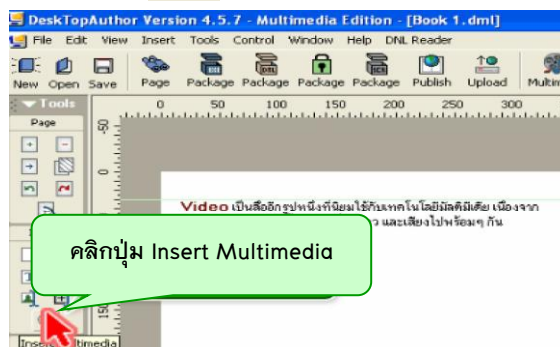 DeskTopAuthor Version 4.5.7 - Multimedia Edition - [Book 1.dml]
File Edit View Insert Tools Control Window Help DNL Reader
New Open Save Page Package Package Package Package Publish Upload
Tools
0 50 100 150 200 250 300
Page
-50
0
Video เป็นสื่ออีกรูปหนึ่งที่นิยมใช้กับเทคโนโลยีมัลติมีเดีย เนื่องจาก
และเสียงไปพร้อมๆ กัน
คลิกปุ่ม Insert Multimedia